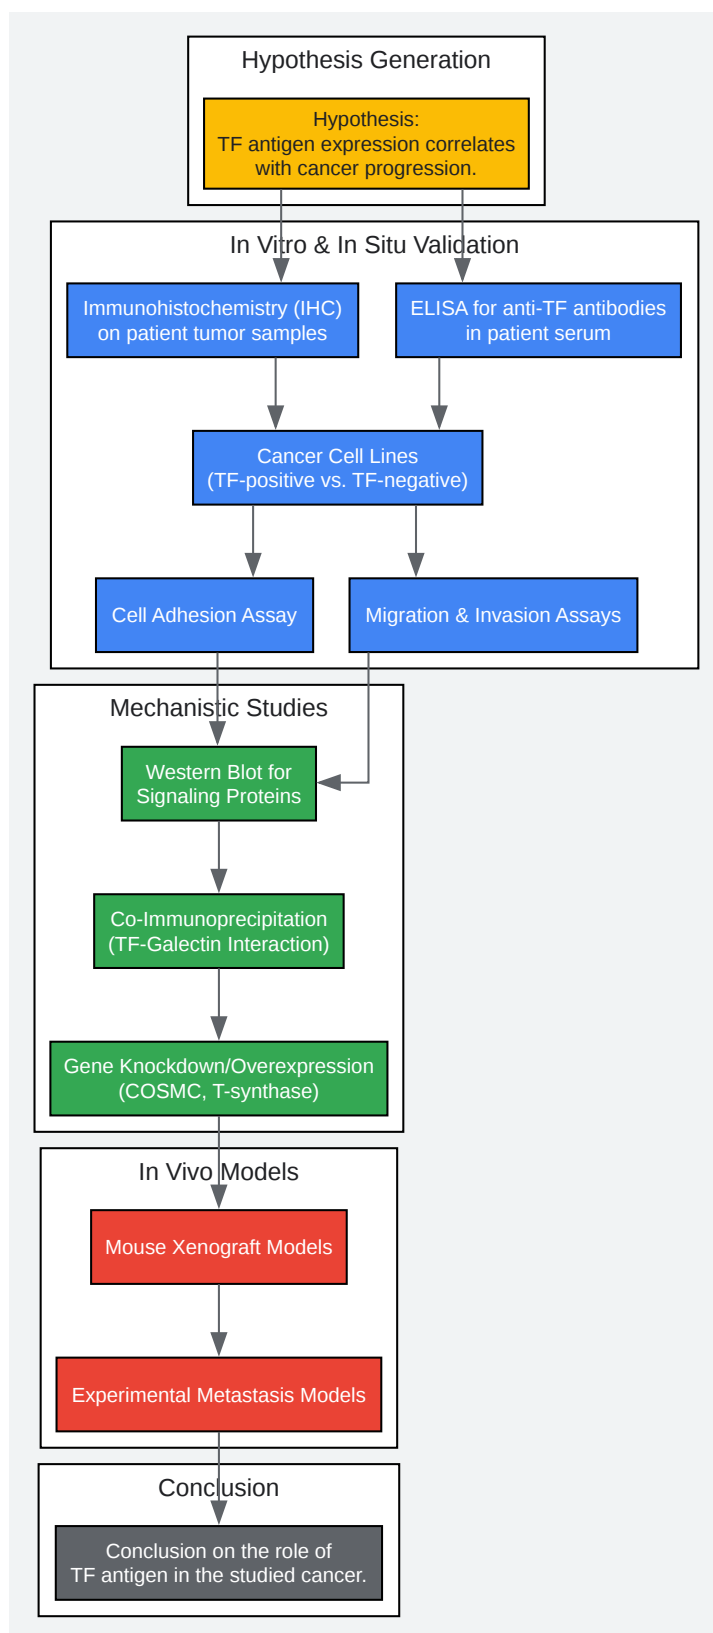 Hypothesis Generation
Hypothesis:
TF antigen expression correlates
with cancer progression.
In Vitro & In Situ Validation
Immunohistochemistry (IHC)
on patient tumor samples
ELISA for anti-TF antibodies
in patient serum
Cancer Cell Lines
(TF-positive vs. TF-negative)
Cell Adhesion Assay
Migration & Invasion Assays
Mechanistic Studies
Western Blot for
Signaling Proteins
Co-Immunoprecipitation
(TF-Galectin Interaction)
Gene Knockdown/Overexpression
(COSMC, T-synthase)
In Vivo Models
Mouse Xenograft Models
Experimental Metastasis Models
Conclusion
Conclusion on the role of
TF antigen in the studied cancer.